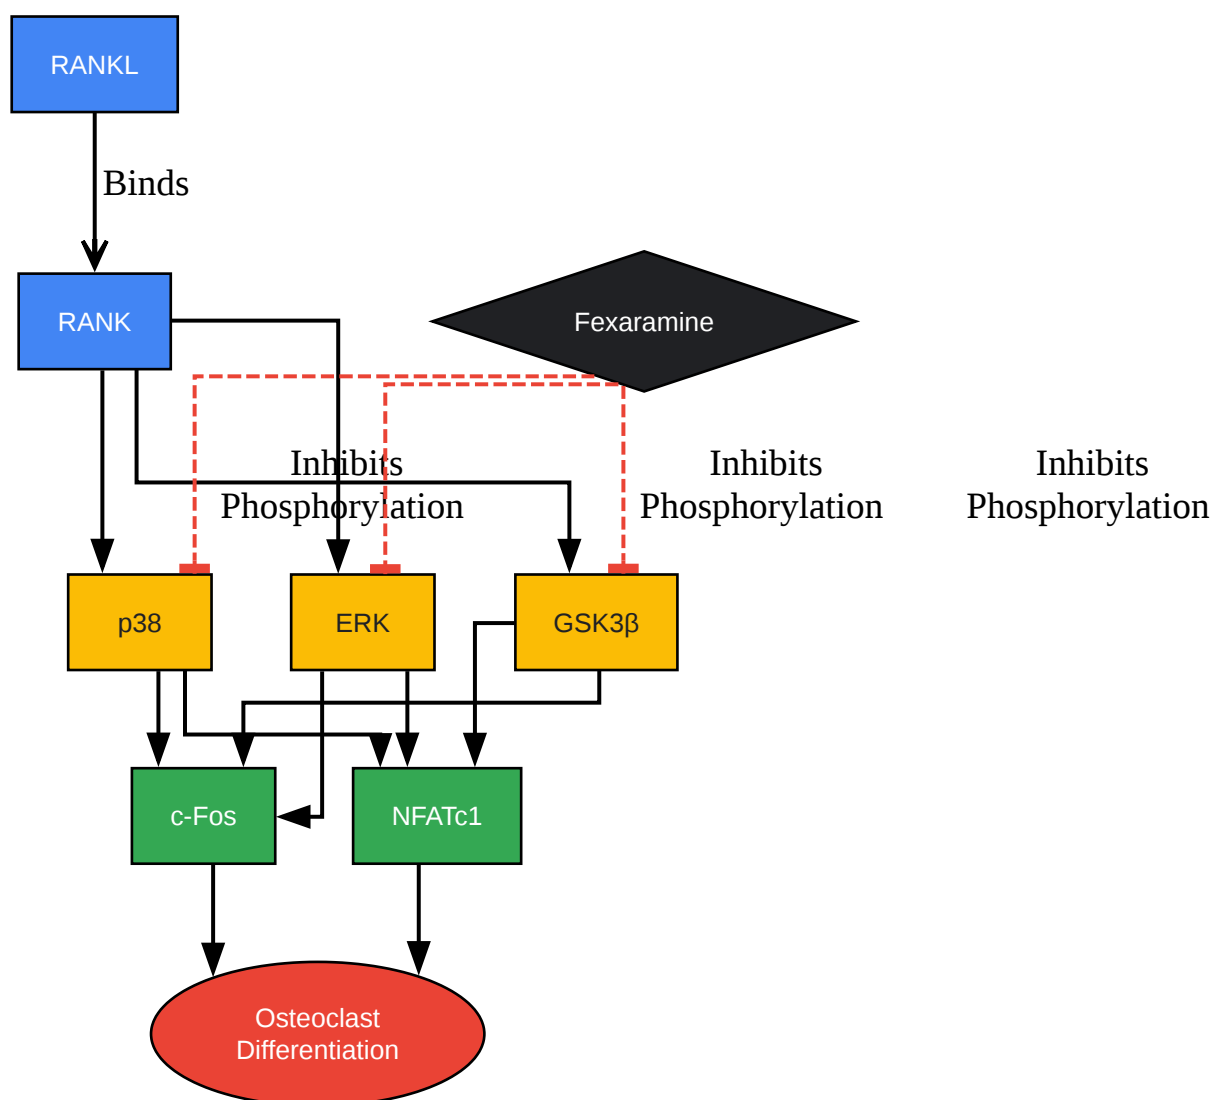 RANKL
Binds
RANK
Fexaramine
Inhibits
Phosphorylation
Inhibits
Phosphorylation
Inhibits
Phosphorylation
p38
ERK
GSK3β
c-Fos
NFATc1
Osteoclast
Differentiation